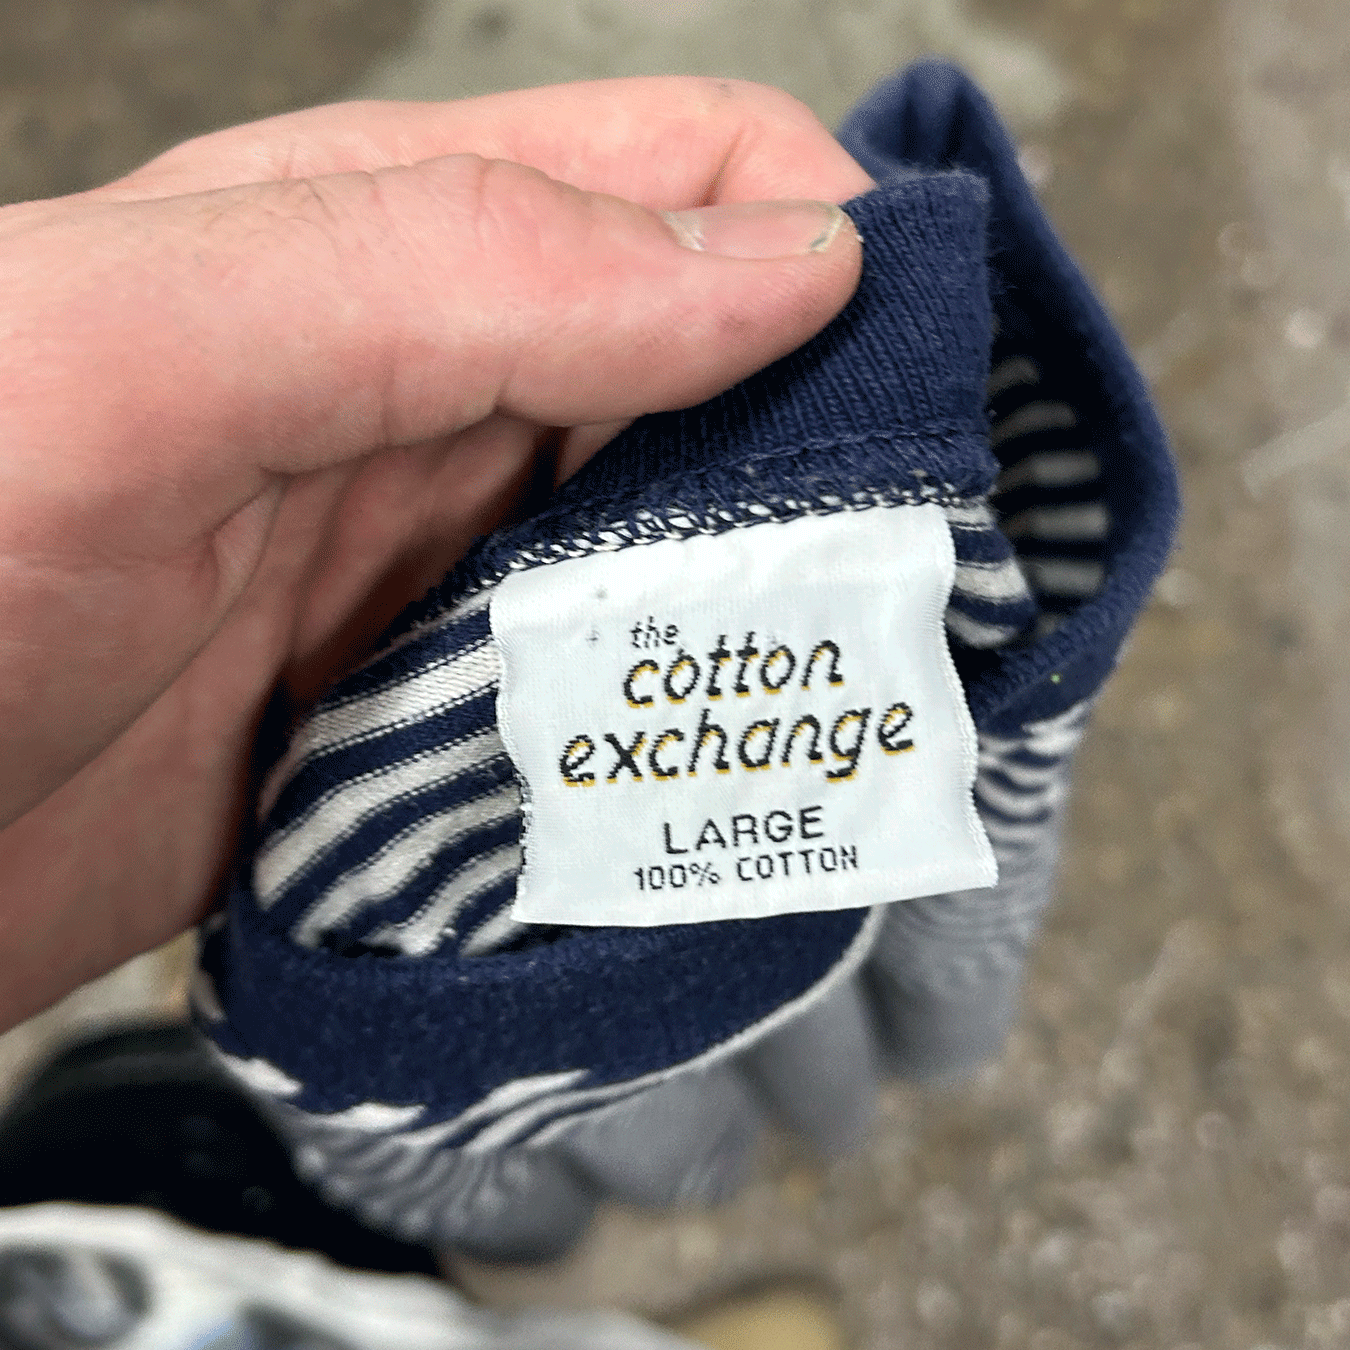 the
cotton
exchange
LARGE
100% COTTON